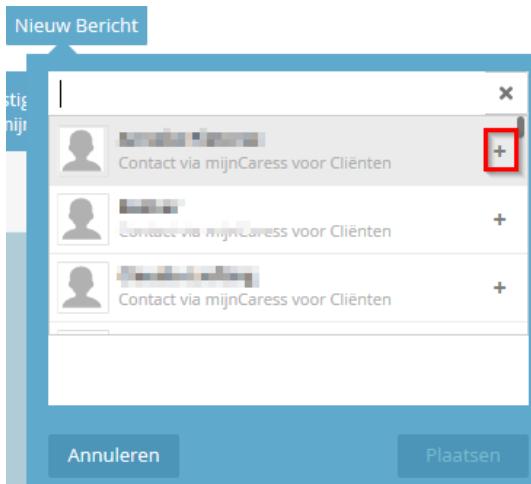 Nieuw Bericht
Contact via mijnCaress voor Cliënten
Contact via mijnCaress voor Cliënten
Contact via mijnCaress voor Cliënten
Annuleren
Plaatsen